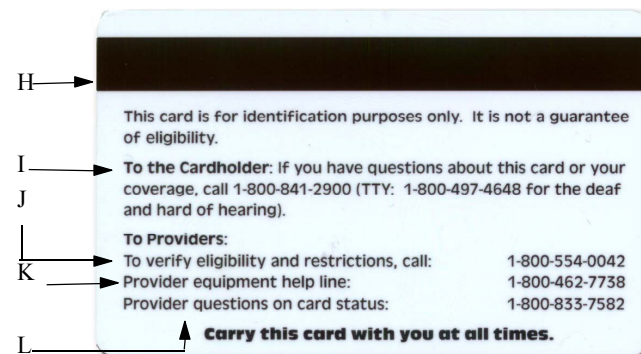 H
This card is for identification purposes only. It is not a guarantee
of eligibility.
I
To the Cardholder: If you have questions about this card or your
coverage, call 1-800-841-2900 (TTY: 1-800-497-4648 for the deaf
and hard of hearing).
J
To Providers:
To verify eligibility and restrictions, call: 1-800-554-0042
K
Provider equipment help line: 1-800-462-7738
Provider questions on card status: 1-800-833-7582
L
Carry this card with you at all times.